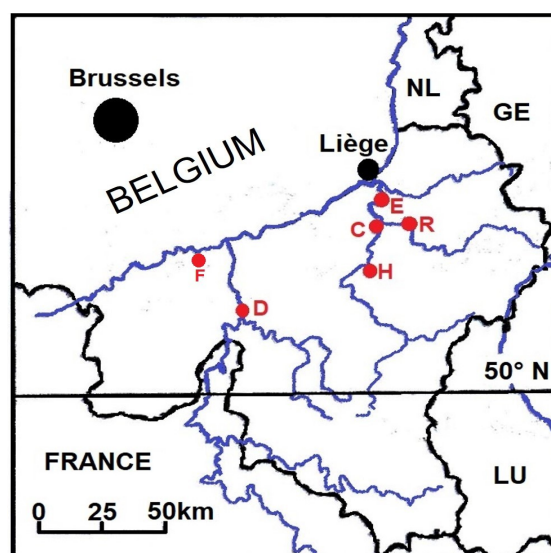 Brussels
NL
GE
BELGIUM
Liège
E
C
R
F
H
D
50° N
FRANCE
LU
0 25 50km